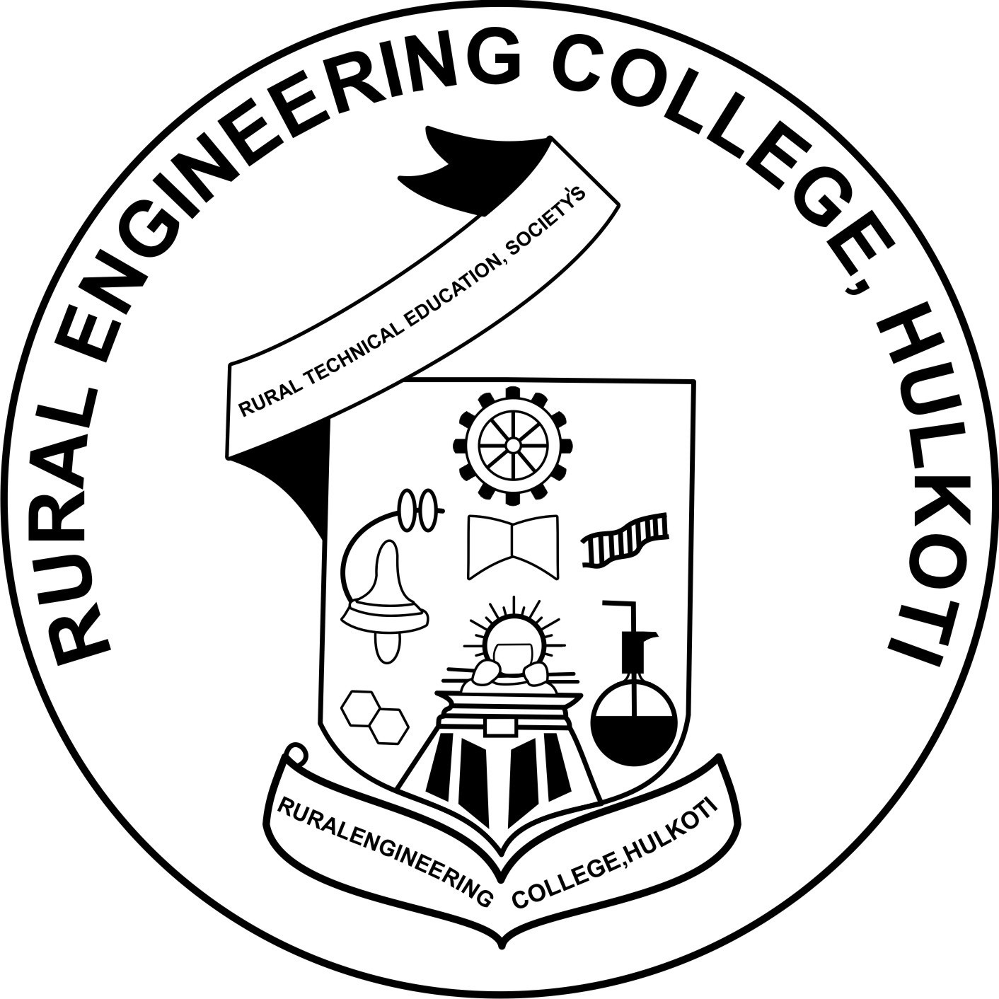 RURAL ENGINEERING COLLEGE, HULKOTI
RURAL TECHNICAL EDUCATION, SOCIETY'S
RURALENGINEERING COLLEGE,HULKOTI